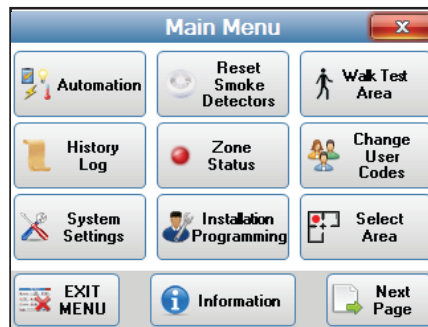 Main Menu
X
Automation
Reset
Smoke
Detectors
Walk Test
Area
History
Log
Zone
Status
Change
User
Codes
System
Settings
Installation
Programming
Select
Area
EXIT
MENU
Information
Next
Page